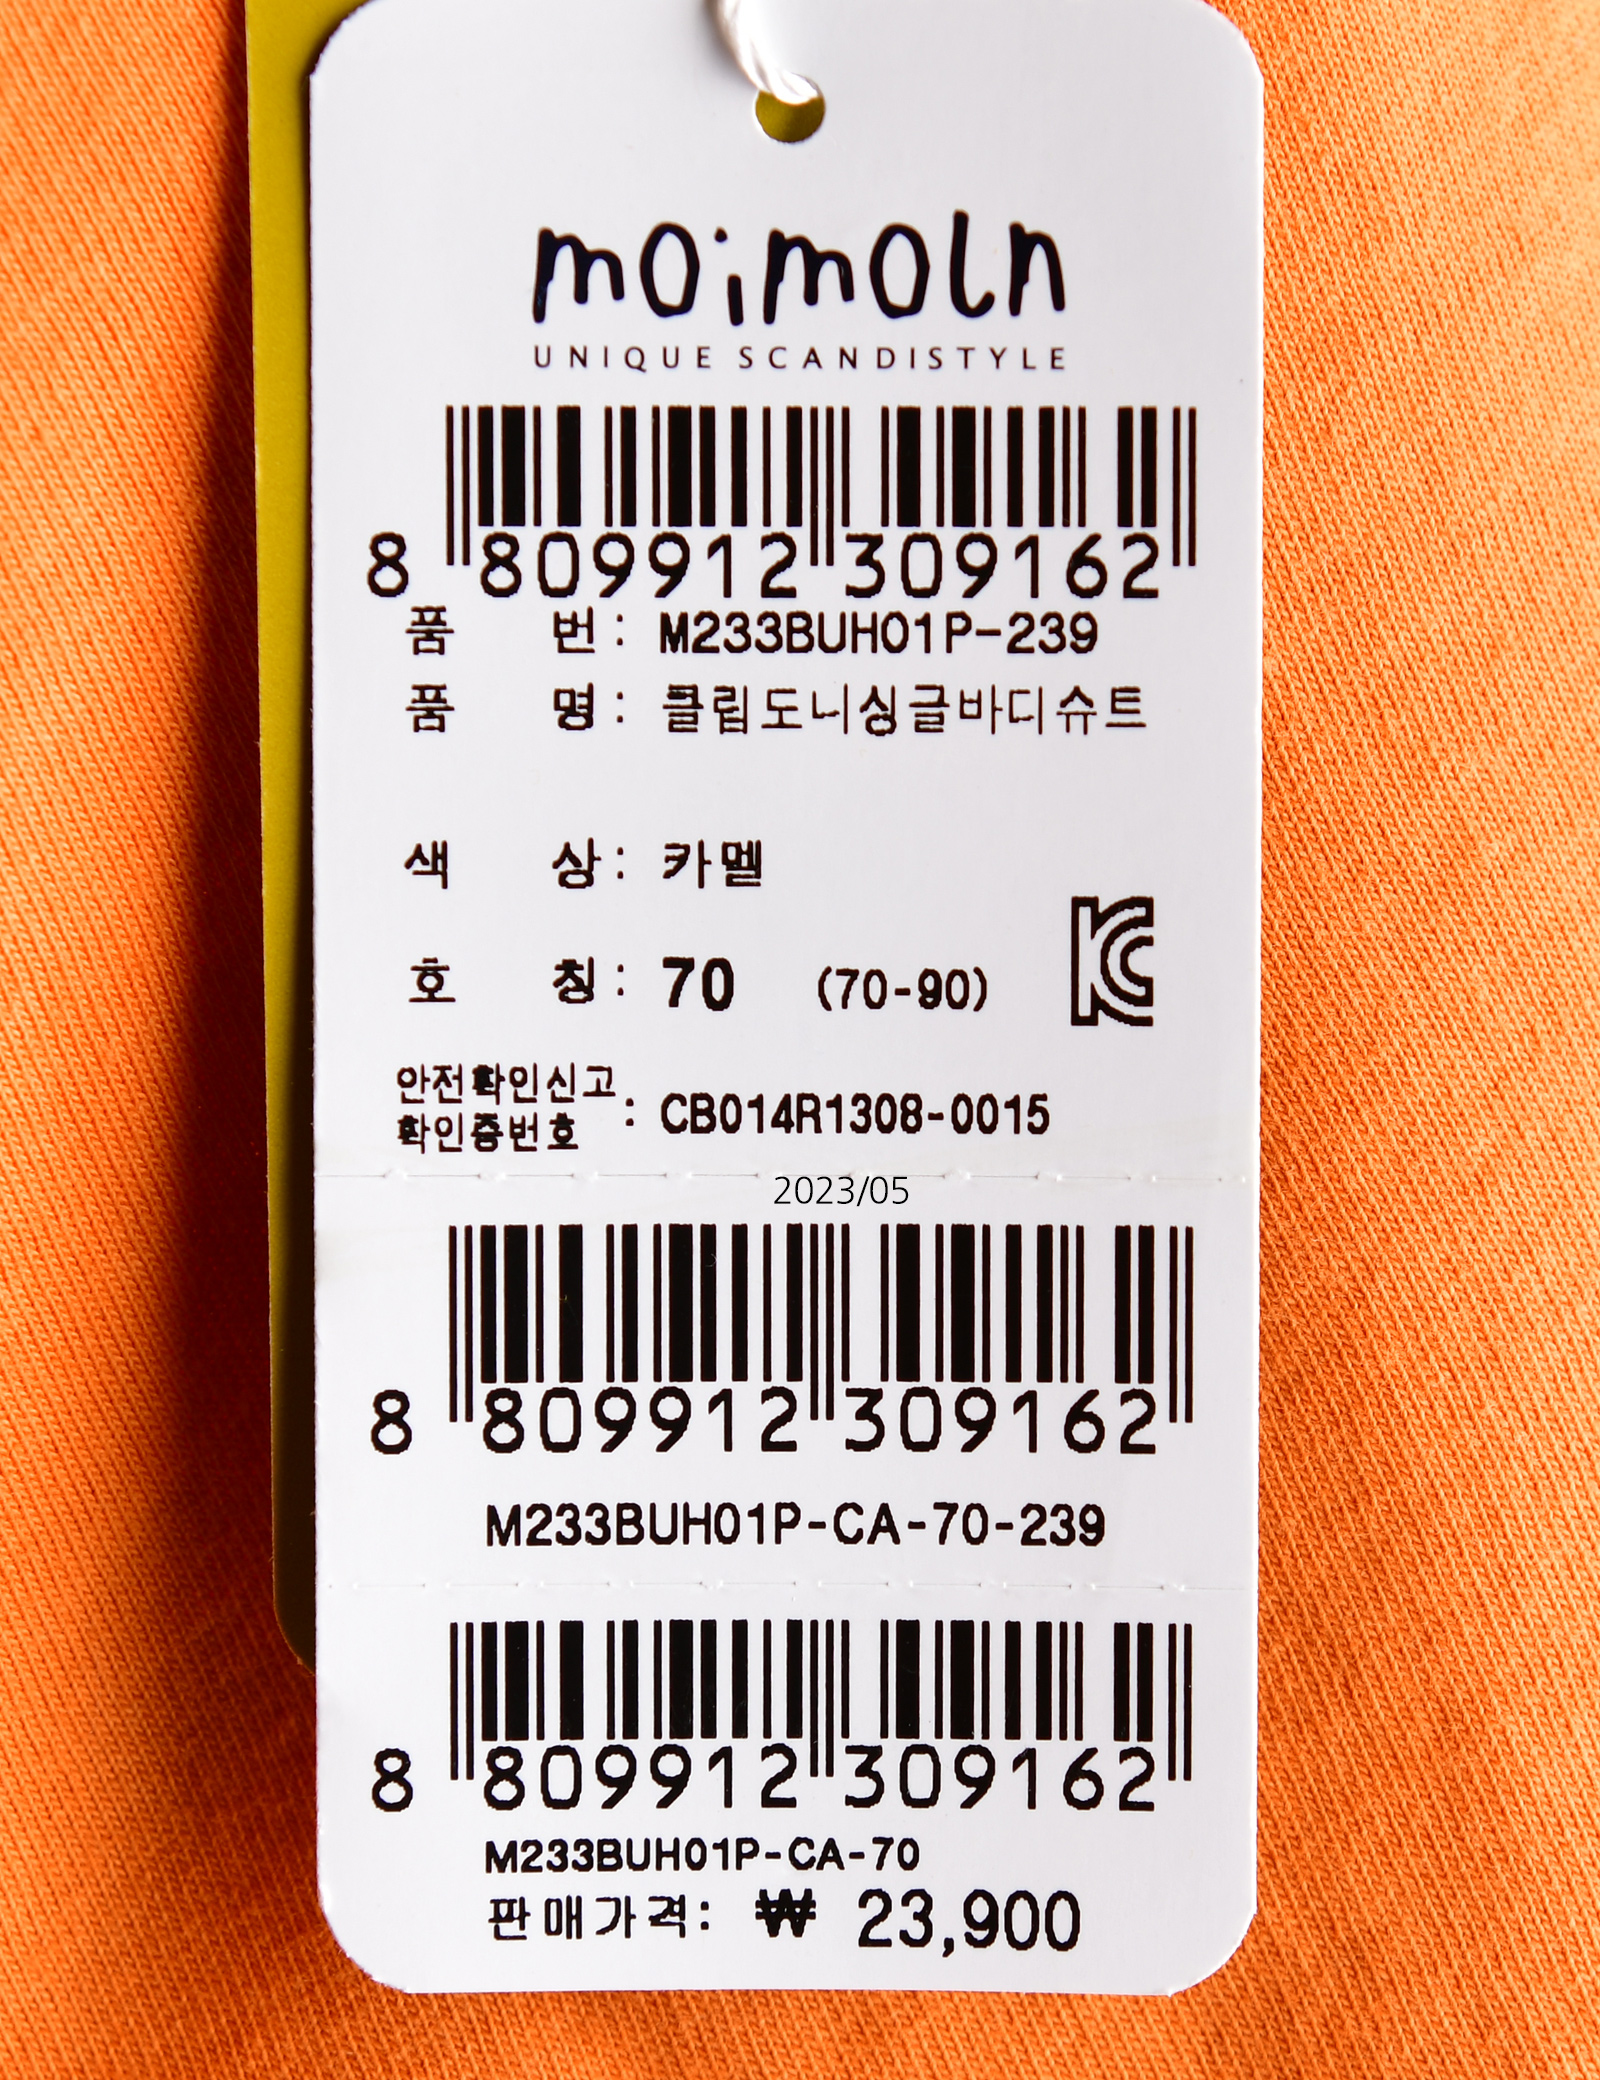 moimoln
UNIQUE SCANDISTYLE
8 809912 309162
품 번: M233BUH01P-239
품 명: 클립도니싱글바디슈트
색 상: 카멜
호 칭: 70 (70-90)
안전확인신고
확인증번호 : CB014R1308-0015
2023/05
8 809912 309162
M233BUH01P-CA-70-239
8 809912 309162
M233BUH01P-CA-70
판매가격: ₩ 23,900